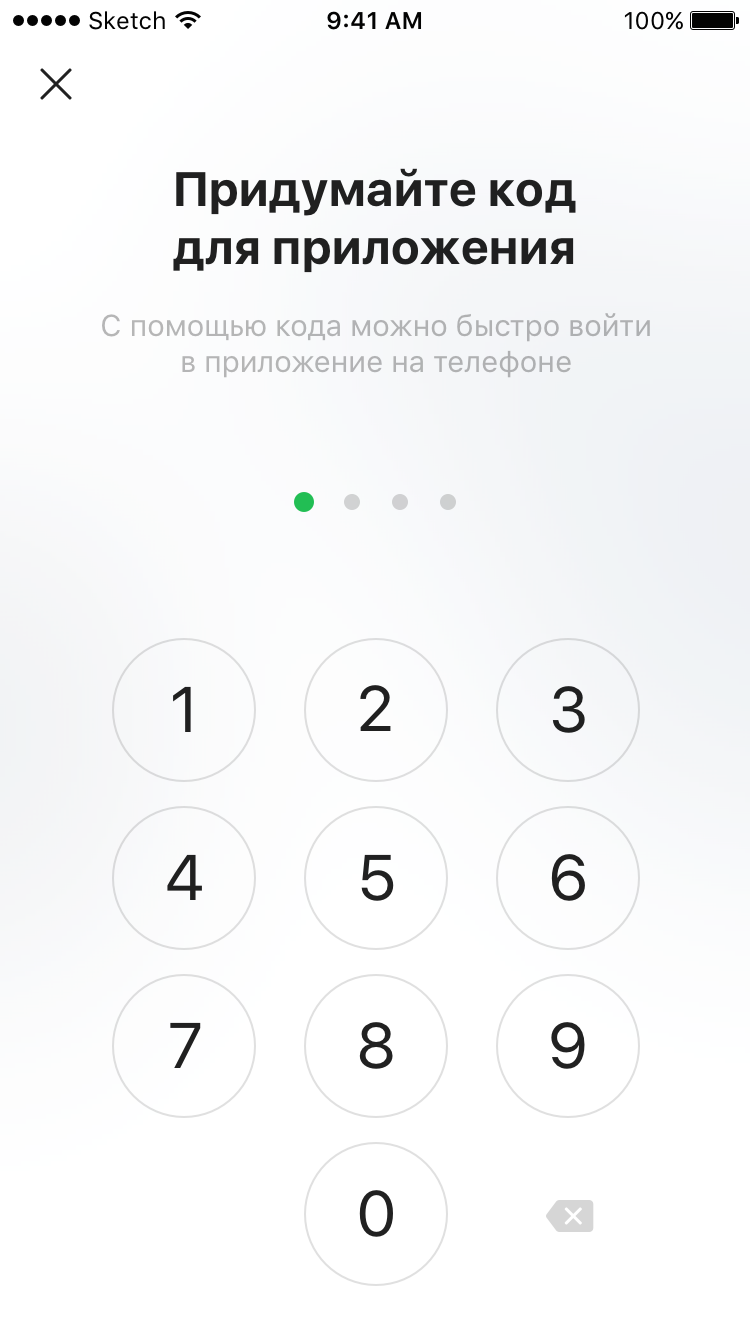 Sketch 9:41 AM 100%
Придумайте код
для приложения
С помощью кода можно быстро войти
в приложение на телефоне
1 2 3
4 5 6
7 8 9
0